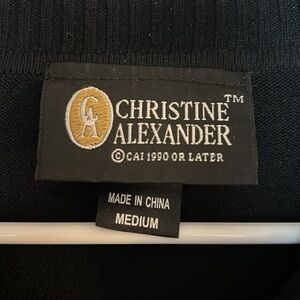 CA
CHRISTINE™
ALEXANDER
© CAI 1990 OR LATER
MADE IN CHINA
MEDIUM